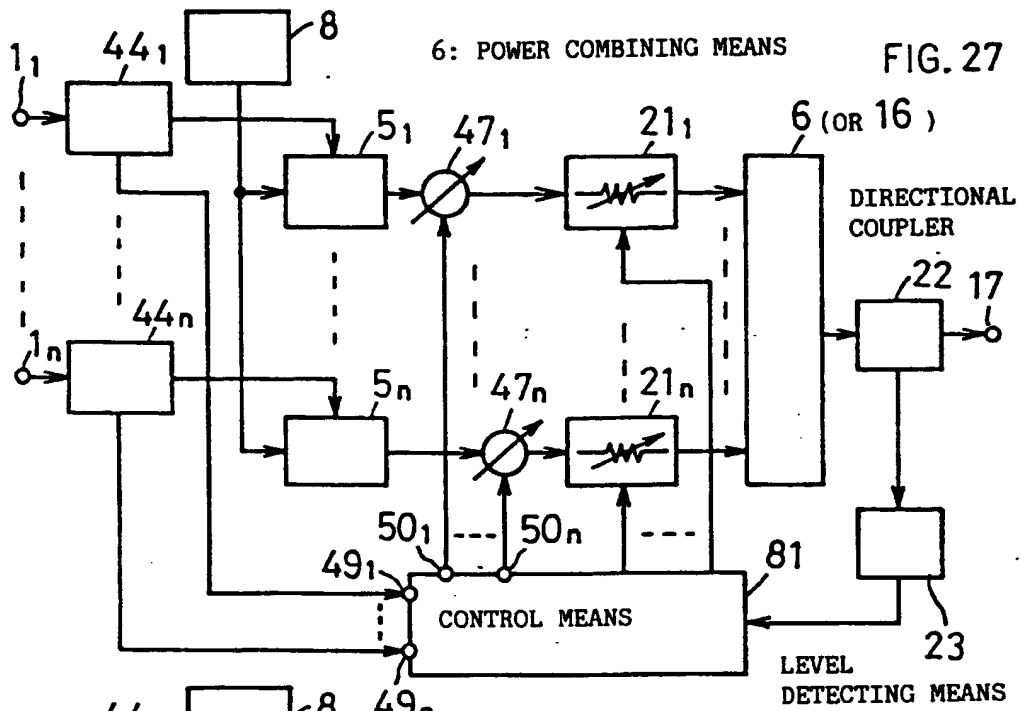 8
1₁
44₁
6: POWER COMBINING MEANS
FIG. 27
5₁
47₁
21₁
6 (OR 16 )
DIRECTIONAL
COUPLER
22
17
1n
44n
5n
47n
21n
50₁
50n
49₁
81
CONTROL MEANS
23
LEVEL
DETECTING MEANS
8